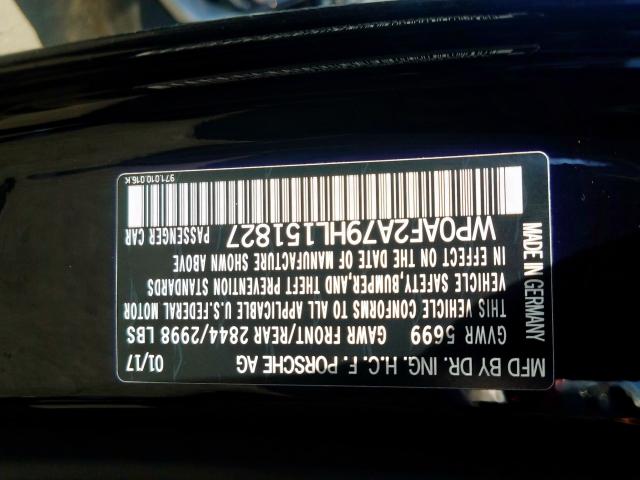 MFD BY DR. ING. H.C. F. PORSCHE AG 01/17
GVWR 5699 GAWR FRONT/REAR 2844/2998 LBS
THIS VEHICLE CONFORMS TO ALL APPLICABLE U.S.FEDERAL MOTOR
VEHICLE SAFETY,BUMPER,AND THEFT PREVENTION STANDARDS
IN EFFECT ON THE DATE OF MANUFACTURE SHOWN ABOVE
WP0AF2A79HL151827 PASSENGER CAR
971.010.016.K
MADE IN GERMANY